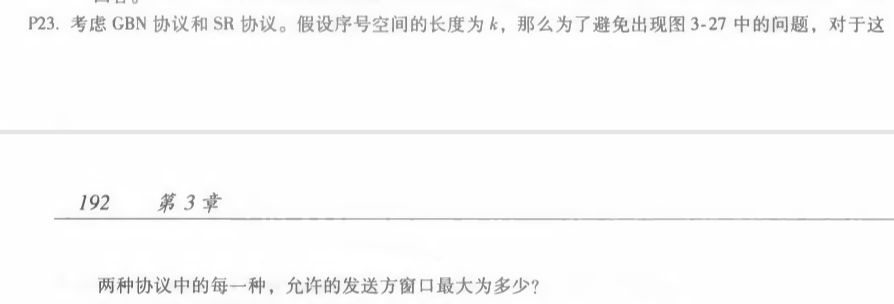 P23. 考虑 GBN 协议和 SR 协议。假设序号空间的长度为 k，那么为了避免出现图 3-27 中的问题，对于这
192 第 3 章
两种协议中的每一种，允许的发送方窗口最大为多少？